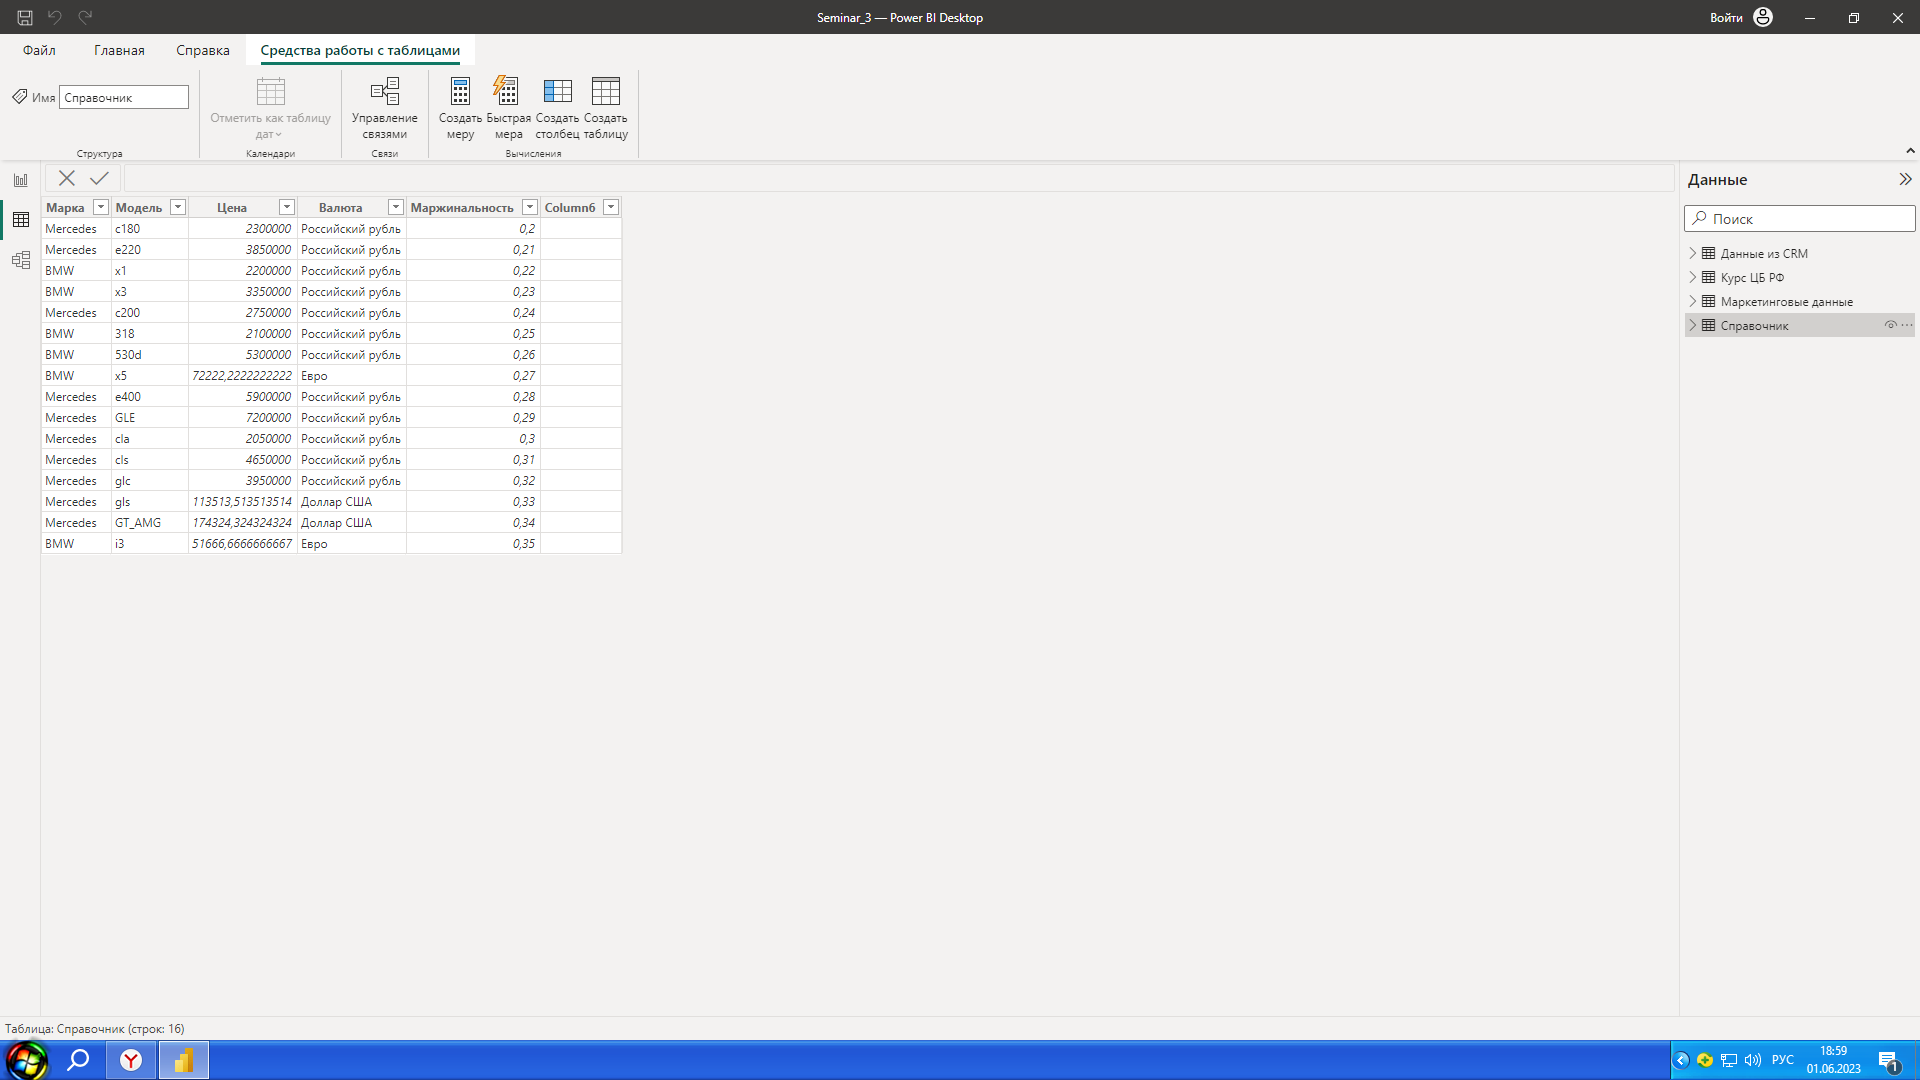 Seminar_3 — Power BI Desktop
Войти
Файл
Главная
Справка
Средства работы с таблицами
Имя
Справочник
Структура
Отметить как таблицу
дат
Календари
Управление
связями
Связи
Создать
меру
Быстрая
мера
Создать
столбец
Создать
таблицу
Вычисления
Марка Модель Цена Валюта Маржинальность Column6
Mercedes c180 2300000 Российский рубль 0,2
Mercedes e220 3850000 Российский рубль 0,21
BMW x1 2200000 Российский рубль 0,22
BMW x3 3350000 Российский рубль 0,23
Mercedes c200 2750000 Российский рубль 0,24
BMW 318 2100000 Российский рубль 0,25
BMW 530d 5300000 Российский рубль 0,26
BMW x5 72222,2222222222 Евро 0,27
Mercedes e400 5900000 Российский рубль 0,28
Mercedes GLE 7200000 Российский рубль 0,29
Mercedes cla 2050000 Российский рубль 0,3
Mercedes cls 4650000 Российский рубль 0,31
Mercedes glc 3950000 Российский рубль 0,32
Mercedes gls 113513,513513514 Доллар США 0,33
Mercedes GT_AMG 174324,324324324 Доллар США 0,34
BMW i3 51666,6666666667 Евро 0,35
Данные
Поиск
Данные из CRM
Курс ЦБ РФ
Маркетинговые данные
Справочник
Таблица: Справочник (строк: 16)
Y
РУС
18:59
01.06.2023
1